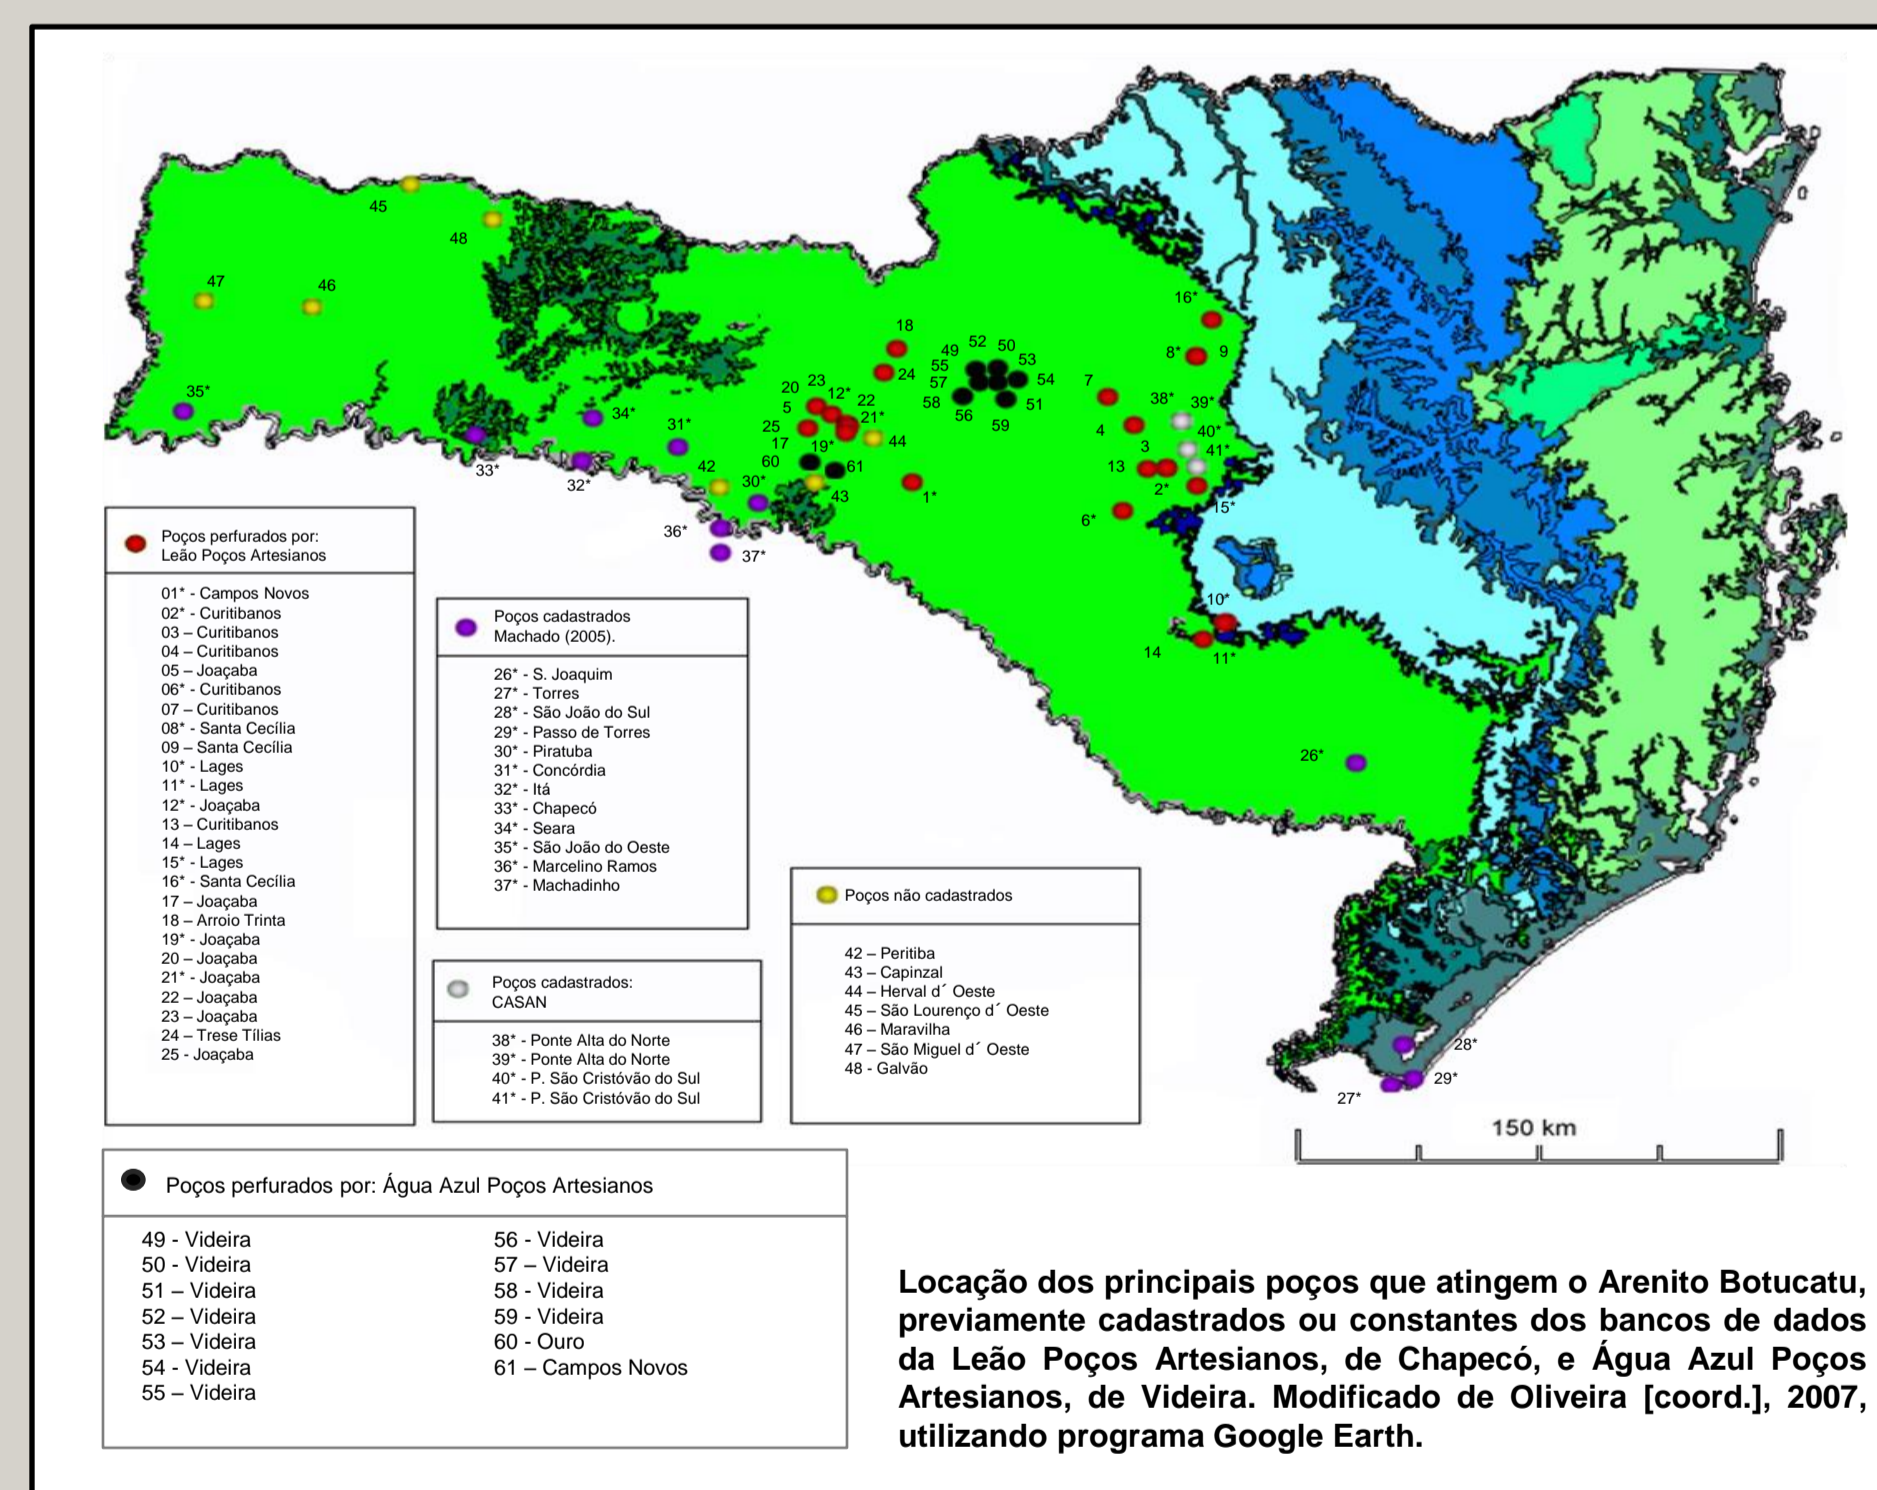 45
48
47
46
16*
18
52
50
49
53
8*
9
55
24
57
54
7
23
20
12*
35*
58
51
38*
39*
22
5
34*
56
21*
31*
59
4
40*
25
44
17
19*
3
41*
42
60
61
13
33*
32*
30*
43
1*
2*
15*
6*
36*
37*
10*
14
11*
26*
28*
29*
27*
150 km
Poços perfurados por:
Leão Poços Artesianos
01* - Campos Novos
02* - Curitibanos
03 – Curitibanos
04 – Curitibanos
05 – Joaçaba
06* - Curitibanos
07 – Curitibanos
08* - Santa Cecília
09 – Santa Cecília
10* - Lages
11* - Lages
12* - Joaçaba
13 – Curitibanos
14 – Lages
15* – Lages
16* - Santa Cecília
17 – Joaçaba
18 – Arroio Trinta
19* - Joaçaba
20 – Joaçaba
21* - Joaçaba
22 – Joaçaba
23 – Joaçaba
24 – Trese Tílias
25 - Joaçaba
Poços cadastrados
Machado (2005).
26* - S. Joaquim
27* - Torres
28* - São João do Sul
29* - Passo de Torres
30* - Piratuba
31* - Concórdia
32* - Itá
33* - Chapecó
34* - Seara
35* - São João do Oeste
36* - Marcelino Ramos
37* - Machadinho
Poços cadastrados:
CASAN
38* - Ponte Alta do Norte
39* - Ponte Alta do Norte
40* - P. São Cristóvão do Sul
41* - P. São Cristóvão do Sul
Poços não cadastrados
42 – Peritiba
43 – Capinzal
44 – Herval d´ Oeste
45 – São Lourenço d´ Oeste
46 – Maravilha
47 – São Miguel d´ Oeste
48 - Galvão
Poços perfurados por: Água Azul Poços Artesianos
49 - Videira
50 - Videira
51 – Videira
52 – Videira
53 – Videira
54 - Videira
55 – Videira
56 - Videira
57 – Videira
58 - Videira
59 - Videira
60 - Ouro
61 – Campos Novos
Locação dos principais poços que atingem o Arenito Botucatu,
previamente cadastrados ou constantes dos bancos de dados
da Leão Poços Artesianos, de Chapecó, e Água Azul Poços
Artesianos, de Videira. Modificado de Oliveira [coord.], 2007,
utilizando programa Google Earth.